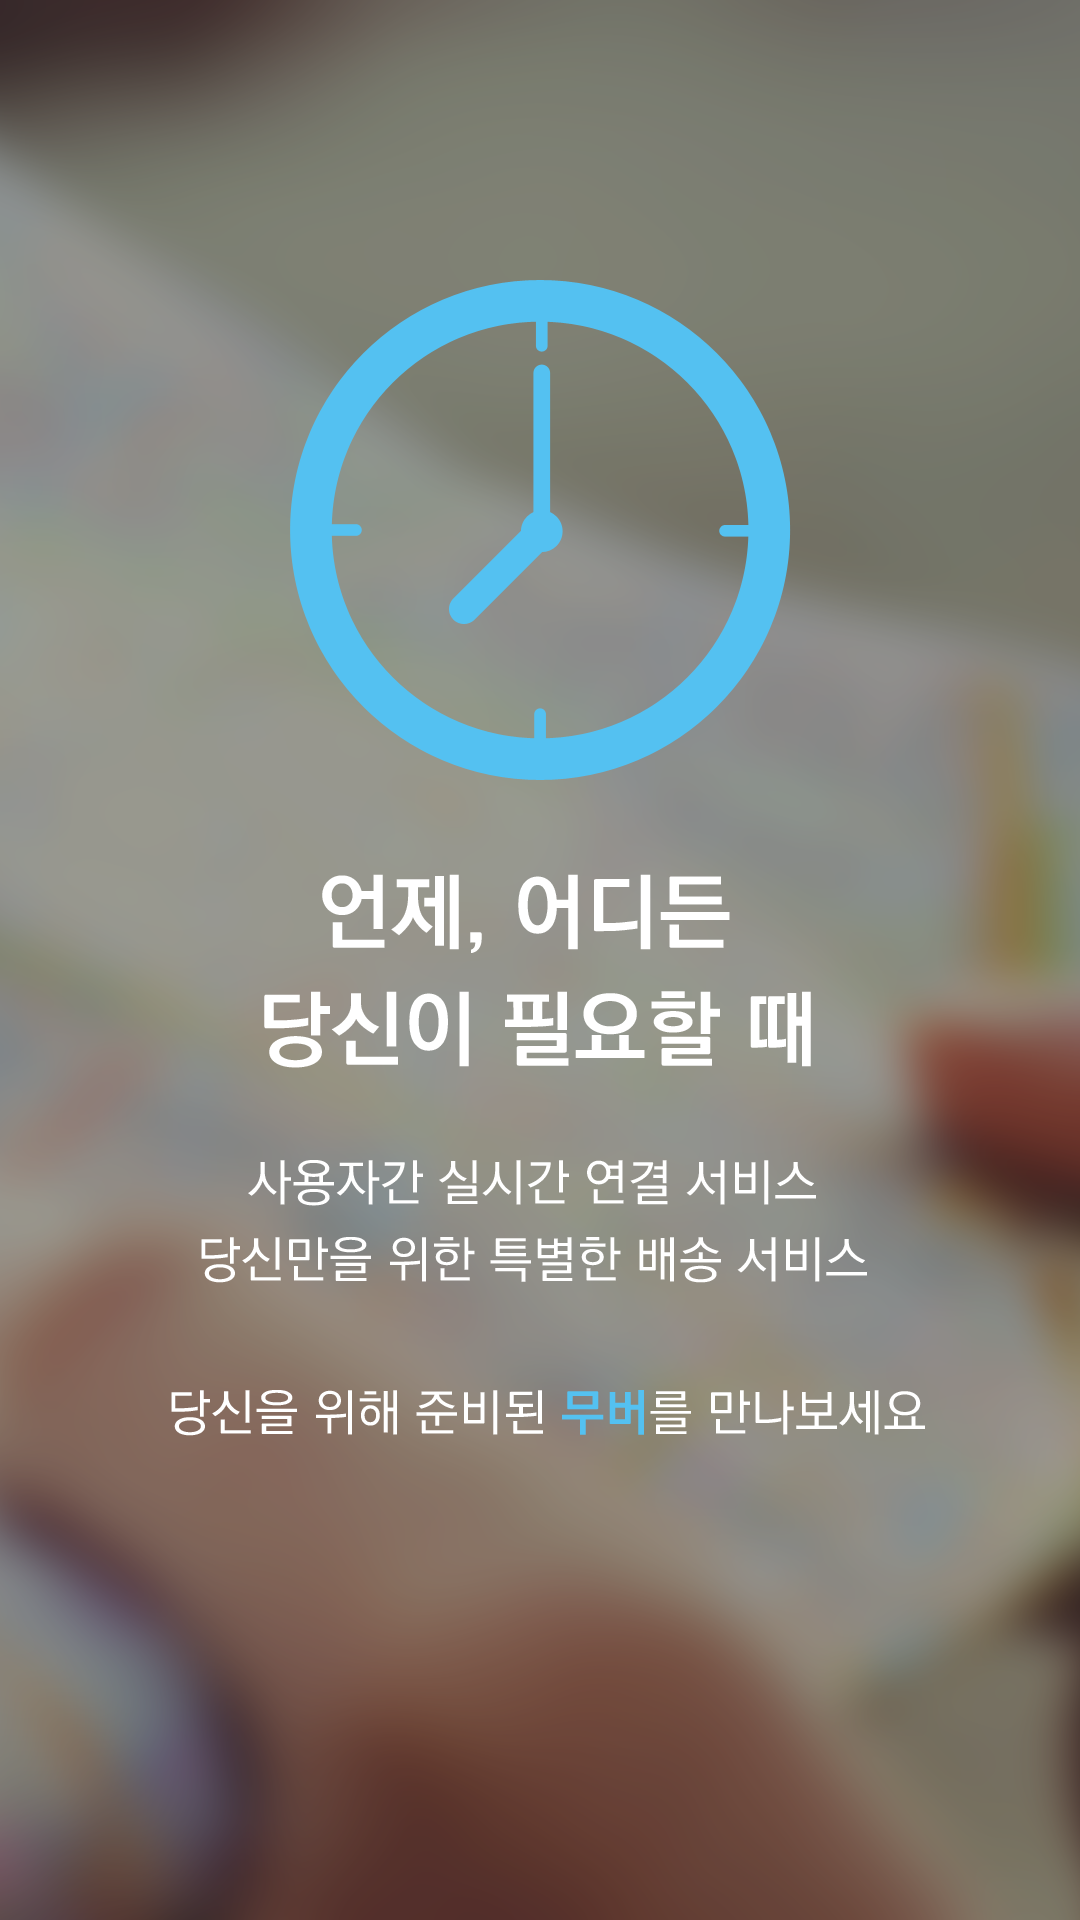 언제, 어디든
당신이 필요할 때
사용자간 실시간 연결 서비스
당신만을 위한 특별한 배송 서비스
당신을 위해 준비된 무버를 만나보세요